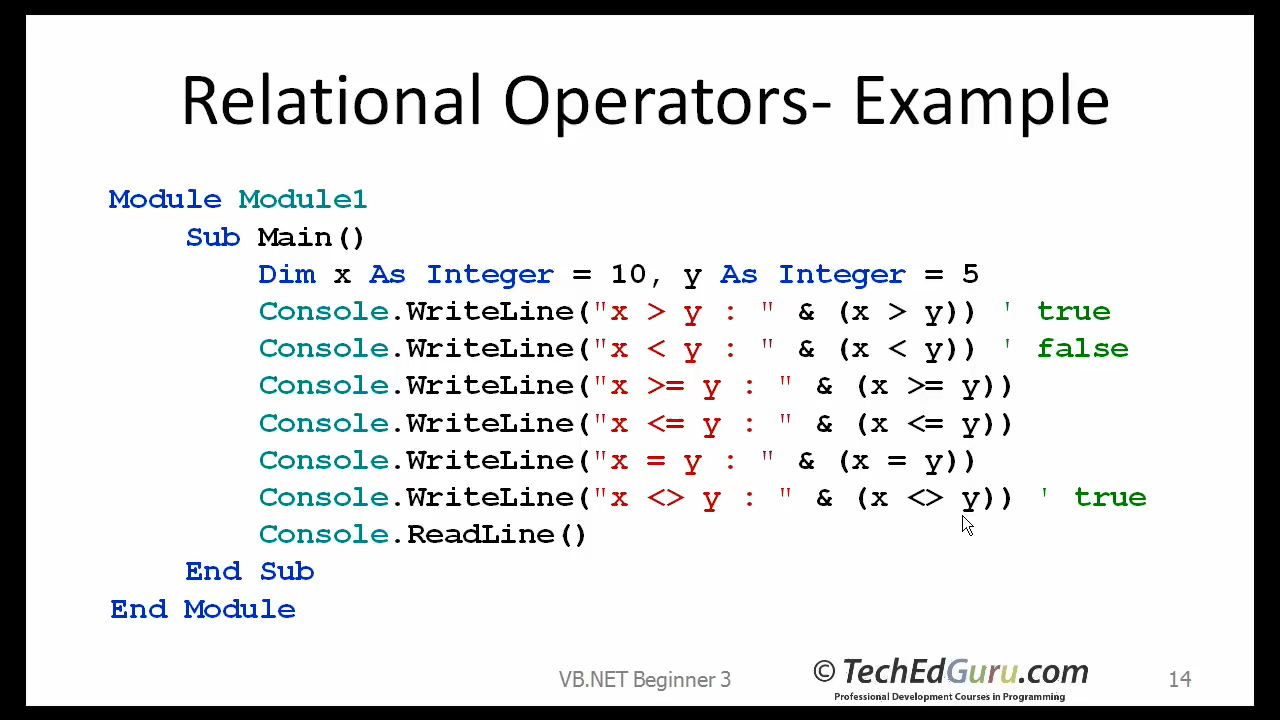 Relational Operators- Example
Module Module1
Sub Main()
Dim x As Integer = 10, y As Integer = 5
Console.WriteLine("x > y : " & (x > y)) ' true
Console.WriteLine("x < y : " & (x < y)) ' false
Console.WriteLine("x >= y : " & (x >= y))
Console.WriteLine("x <= y : " & (x <= y))
Console.WriteLine("x = y : " & (x = y))
Console.WriteLine("x <> y : " & (x <> y)) ' true
Console.ReadLine()
End Sub
End Module
VB.NET Beginner 3
© TechEdGuru.com
Professional Development Courses in Programming
14